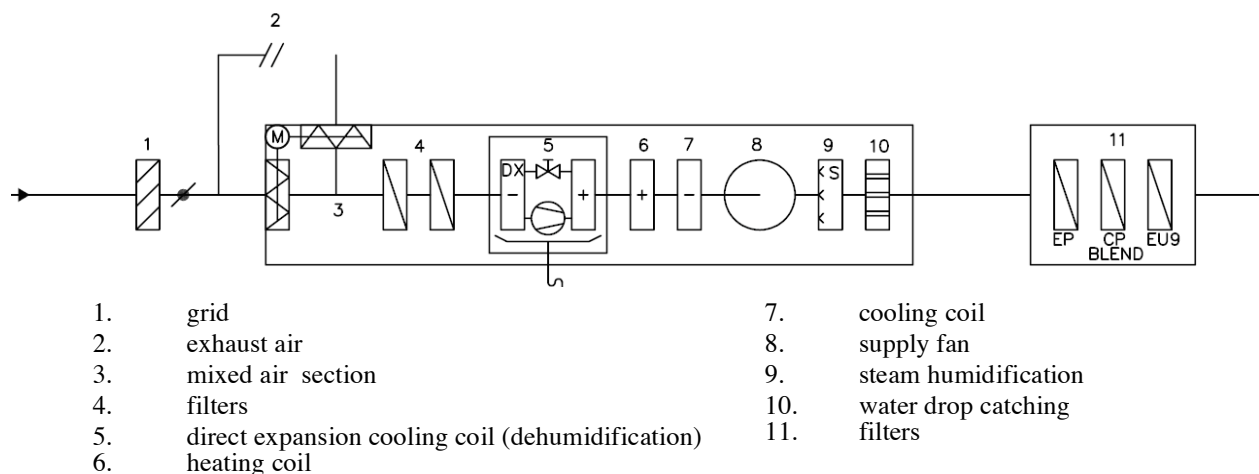 2
1
M
4
5
6
7
8
9
10
11
DX
S
-
+
+
-
3
EP
CP
EU9
BLEND
1. grid
2. exhaust air
3. mixed air section
4. filters
5. direct expansion cooling coil (dehumidification)
6. heating coil
7. cooling coil
8. supply fan
9. steam humidification
10. water drop catching
11. filters